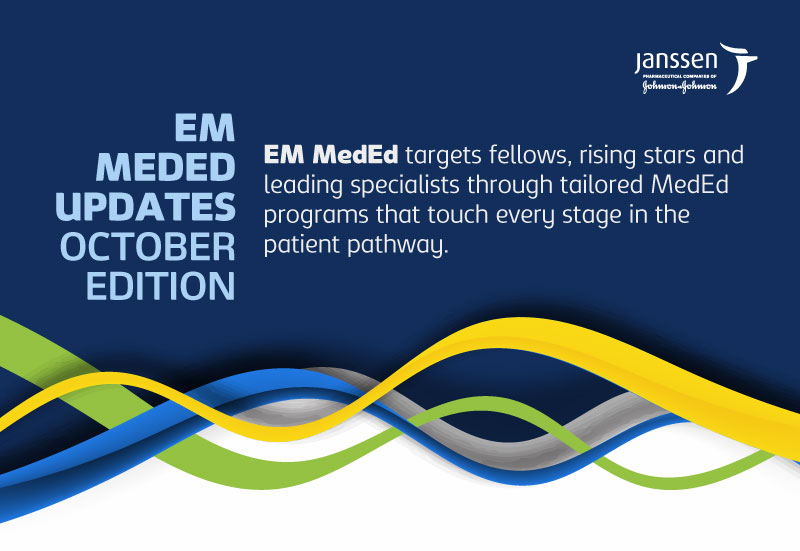 janssen
PHARMACEUTICAL COMPANIES OF
Johnson & Johnson
EM
MEDED
UPDATES
OCTOBER
EDITION
EM MedEd targets fellows, rising stars and
leading specialists through tailored MedEd
programs that touch every stage in the
patient pathway.